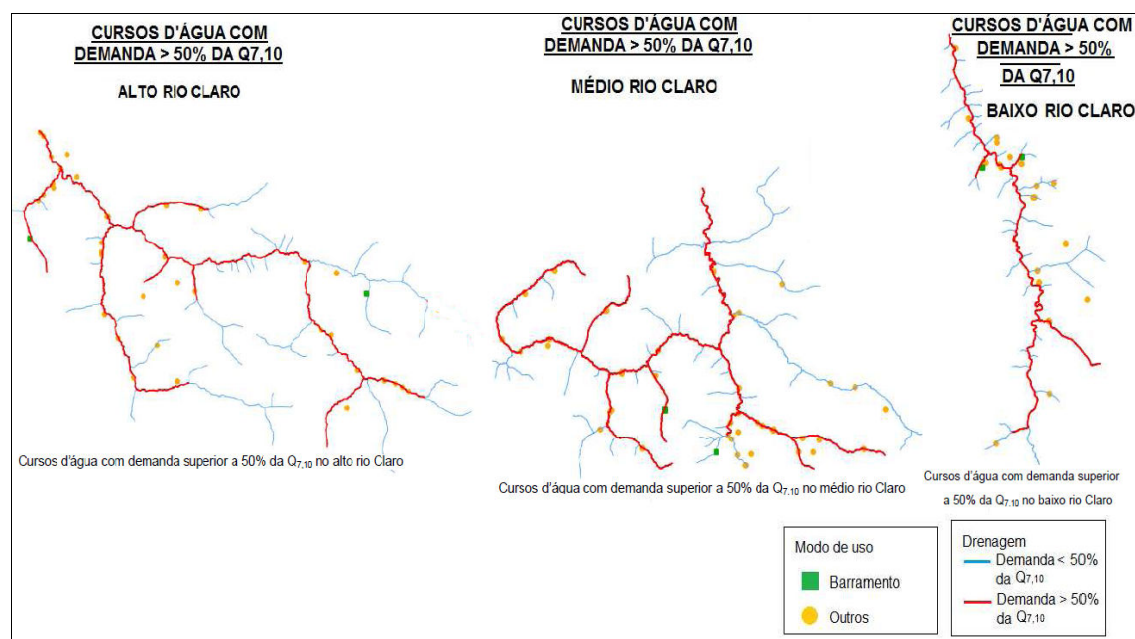 CURSOS D'ÁGUA COM
DEMANDA > 50% DA Q7,10
ALTO RIO CLARO
Cursos d'água com demanda superior a 50% da Q7,10 no alto rio Claro
CURSOS D'ÁGUA COM
DEMANDA > 50% DA Q7,10
MÉDIO RIO CLARO
Cursos d'água com demanda superior a 50% da Q7,10 no médio rio Claro
CURSOS D'ÁGUA COM
DEMANDA > 50%
DA Q7,10
BAIXO RIO CLARO
Cursos d'água com demanda superior
a 50% da Q7,10 no baixo rio Claro
Modo de uso
Barramento
Outros
Drenagem
Demanda < 50%
da Q7,10
Demanda > 50%
da Q7,10